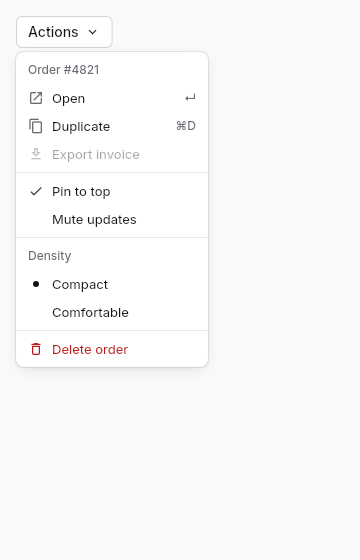 Actions
Order #4821
Open ↵
Duplicate ⌘D
Export invoice
Pin to top
Mute updates
Density
Compact
Comfortable
Delete order